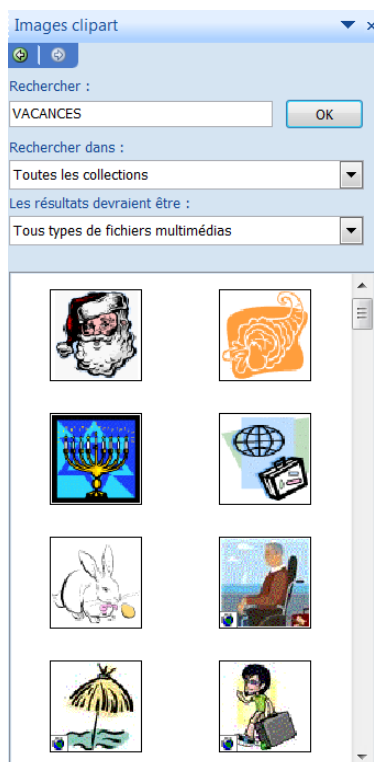 Images clipart
Rechercher :
VACANCES
OK
Rechercher dans :
Toutes les collections
Les résultats devraient être :
Tous types de fichiers multimédias